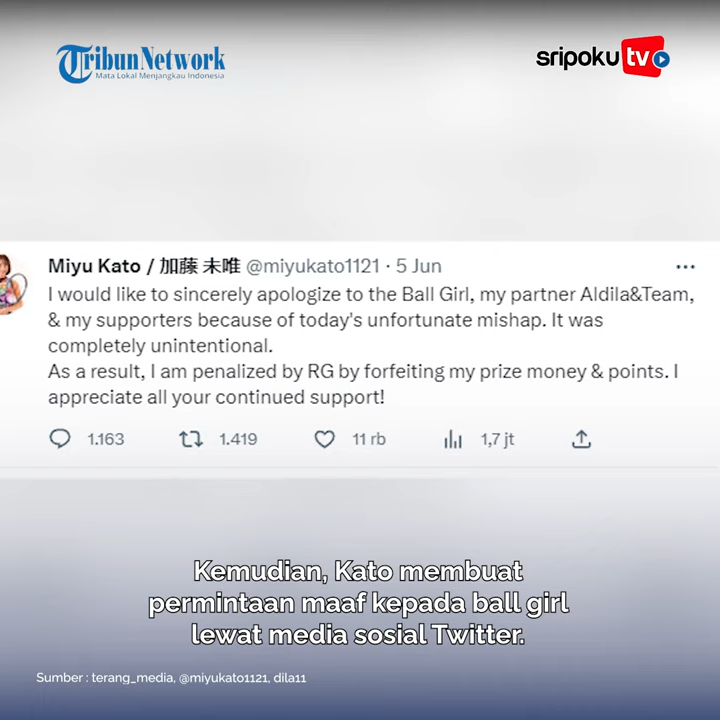 TribunNetwork
Mata Lokal Menjangkau Indonesia
sripoku tv
Miyu Kato / 加藤 未唯 @miyukato1121 · 5 Jun
I would like to sincerely apologize to the Ball Girl, my partner Aldila&Team,
& my supporters because of today's unfortunate mishap. It was
completely unintentional.
As a result, I am penalized by RG by forfeiting my prize money & points. I
appreciate all your continued support!
1.163 1.419 11 rb 1,7 jt
Kemudian, Kato membuat
permintaan maaf kepada ball girl
lewat media sosial Twitter.
Sumber : terang_media, @miyukato1121, dila11